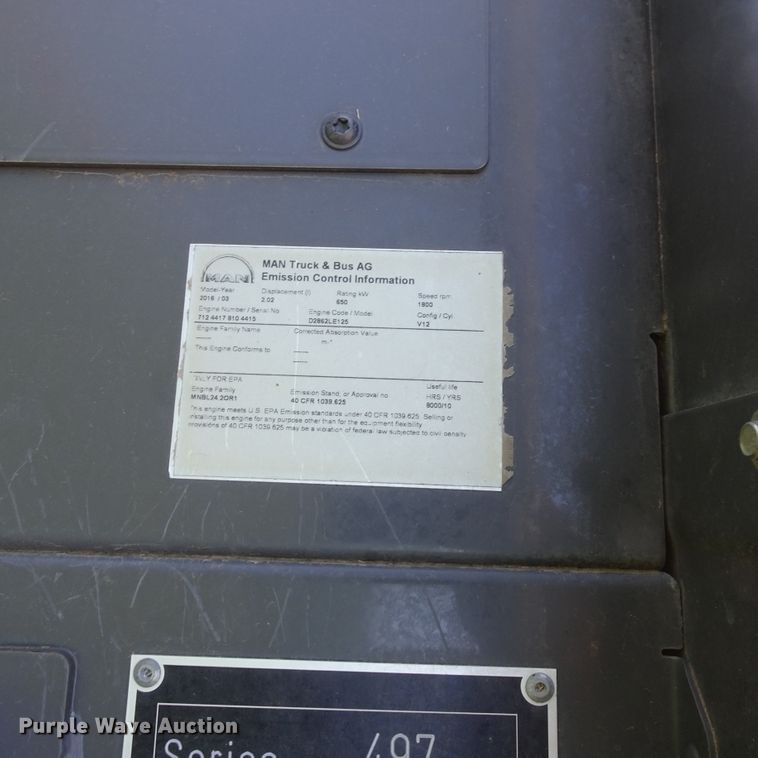 MAN
MAN Truck & Bus AG
Emission Control Information
Model-Year Displacement (l) Rating kW Speed rpm
2016 / 03 2.02 650 1800
Engine Number / Serial No Engine Code / Model Config / Cyl
712 4417 810 4415 D2862LE125 V12
Engine Family Name Corrected Absorption Value
------ m-¹
This Engine Conforms to ------
------
ONLY FOR EPA
Engine Family Emission Stand. or Approval no Useful life HRS / YRS
MNBL24.2OR1 40 CFR 1039.625 8000/10
This engine meets U.S. EPA Emission standards under 40 CFR 1039.625. Selling or
installing this engine for any purpose other than for the equipment flexibility
provisions of 40 CFR 1039.625 may be a violation of federal law subjected to civil penalty
Series 497
Purple Wave Auction